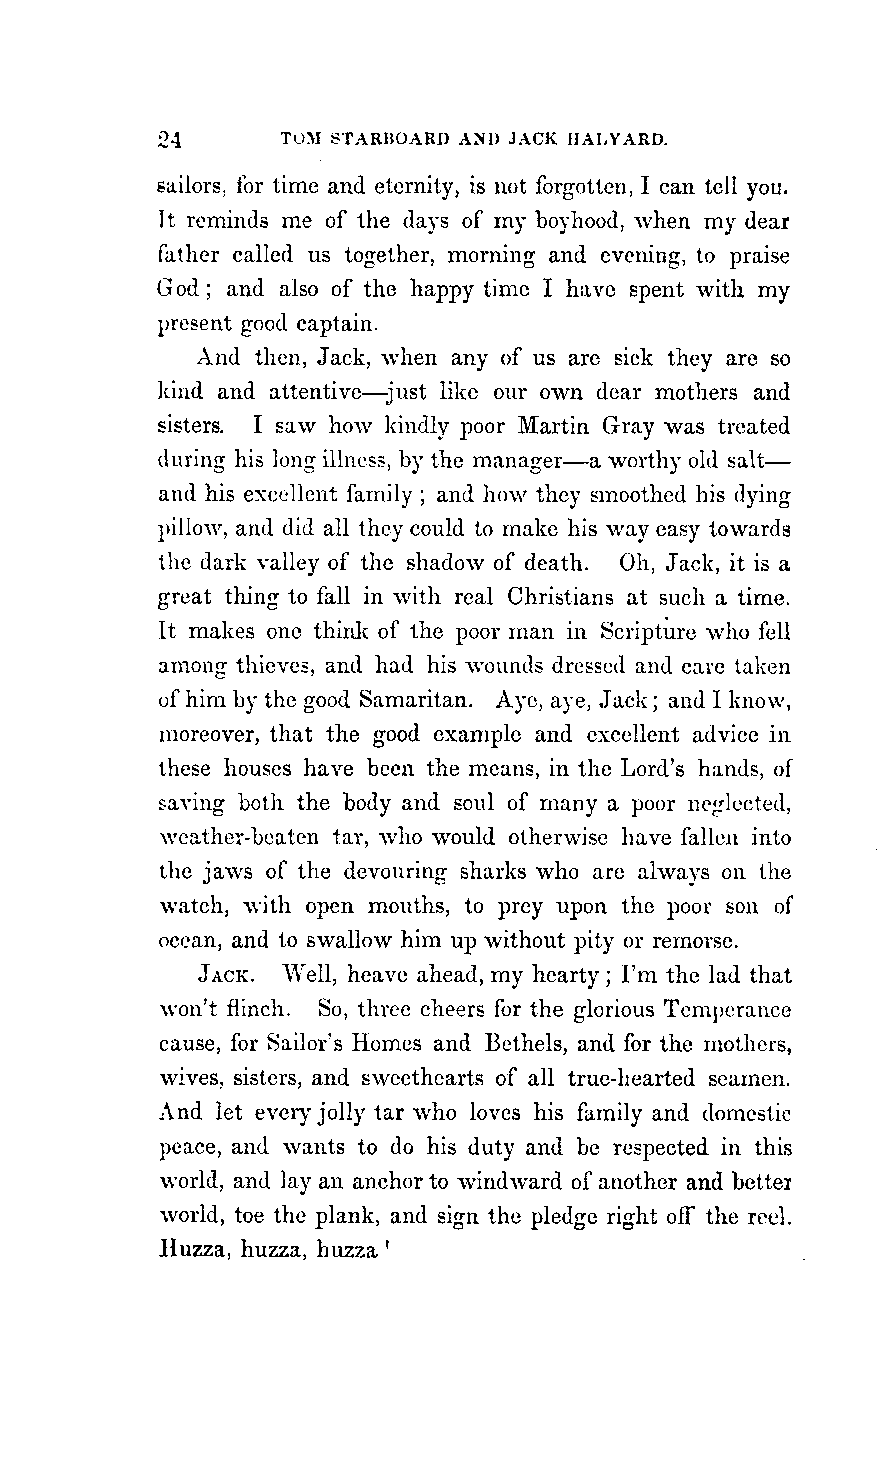 24 TOM STARBOARD AND JACK HALYARD.
sailors, for time and eternity, is not forgotten, I can tell you.
It reminds me of the days of my boyhood, when my dear
father called us together, morning and evening, to praise
God; and also of the happy time I have spent with my
present good captain.
And then, Jack, when any of us are sick they are so
kind and attentive—just like our own dear mothers and
sisters. I saw how kindly poor Martin Gray was treated
during his long illness, by the manager—a worthy old salt—
and his excellent family; and how they smoothed his dying
pillow, and did all they could to make his way easy towards
the dark valley of the shadow of death. Oh, Jack, it is a
great thing to fall in with real Christians at such a time.
It makes one think of the poor man in Scripture who fell
among thieves, and had his wounds dressed and care taken
of him by the good Samaritan. Aye, aye, Jack; and I know,
moreover, that the good example and excellent advice in
these houses have been the means, in the Lord's hands, of
saving both the body and soul of many a poor neglected,
weather-beaten tar, who would otherwise have fallen into
the jaws of the devouring sharks who are always on the
watch, with open mouths, to prey upon the poor son of
ocean, and to swallow him up without pity or remorse.
JACK. Well, heave ahead, my hearty; I'm the lad that
won't flinch. So, three cheers for the glorious Temperance
cause, for Sailor's Homes and Bethels, and for the mothers,
wives, sisters, and sweethearts of all true-hearted seamen.
And let every jolly tar who loves his family and domestic
peace, and wants to do his duty and be respected in this
world, and lay an anchor to windward of another and better
world, toe the plank, and sign the pledge right off the reel.
Huzza, huzza, huzza!